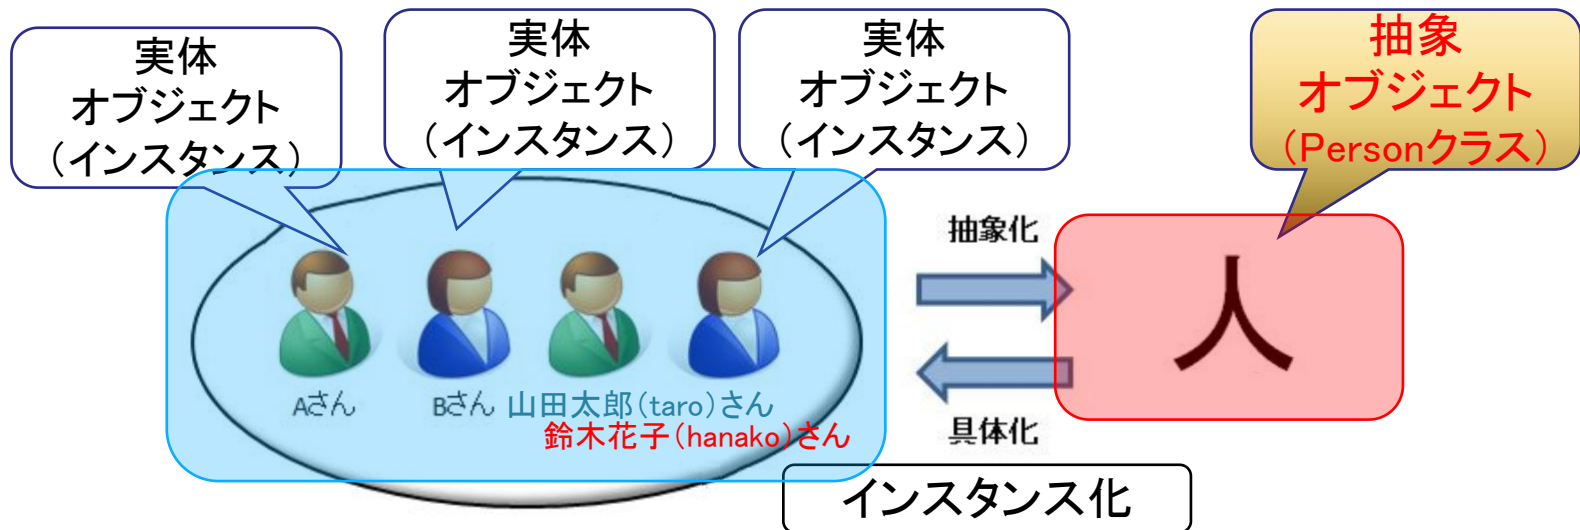 実体
オブジェクト
（インスタンス）
実体
オブジェクト
（インスタンス）
実体
オブジェクト
（インスタンス）
抽象
オブジェクト
（Personクラス）
抽象化
人
Aさん
Bさん
山田太郎（taro）さん
鈴木花子（hanako）さん
具体化
インスタンス化